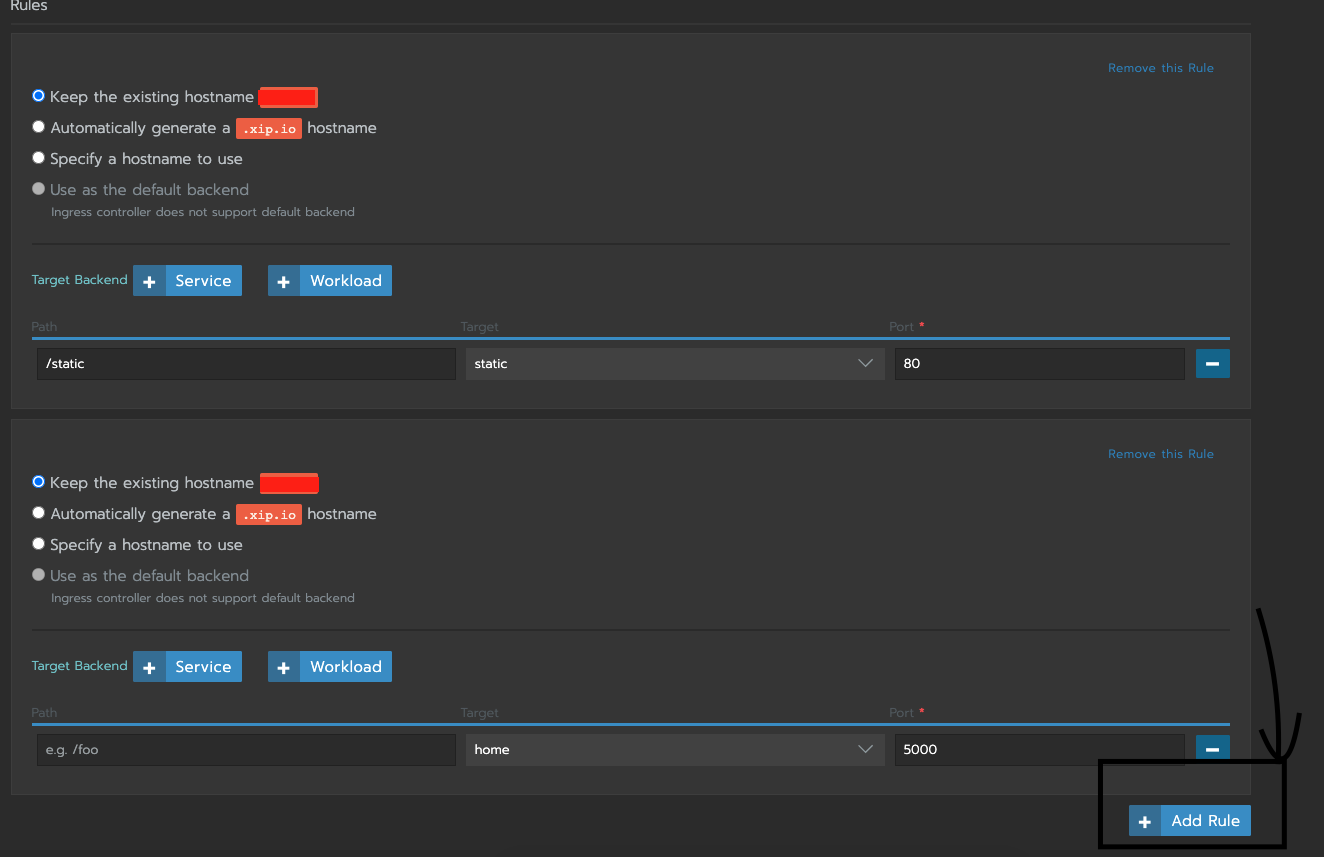 Rules
Remove this Rule
Keep the existing hostname
Automatically generate a .xip.io hostname
Specify a hostname to use
Use as the default backend
Ingress controller does not support default backend
Target Backend + Service + Workload
Path Target Port *
/static static 80
Remove this Rule
Keep the existing hostname
Automatically generate a .xip.io hostname
Specify a hostname to use
Use as the default backend
Ingress controller does not support default backend
Target Backend + Service + Workload
Path Target Port *
e.g. /foo home 5000
+ Add Rule